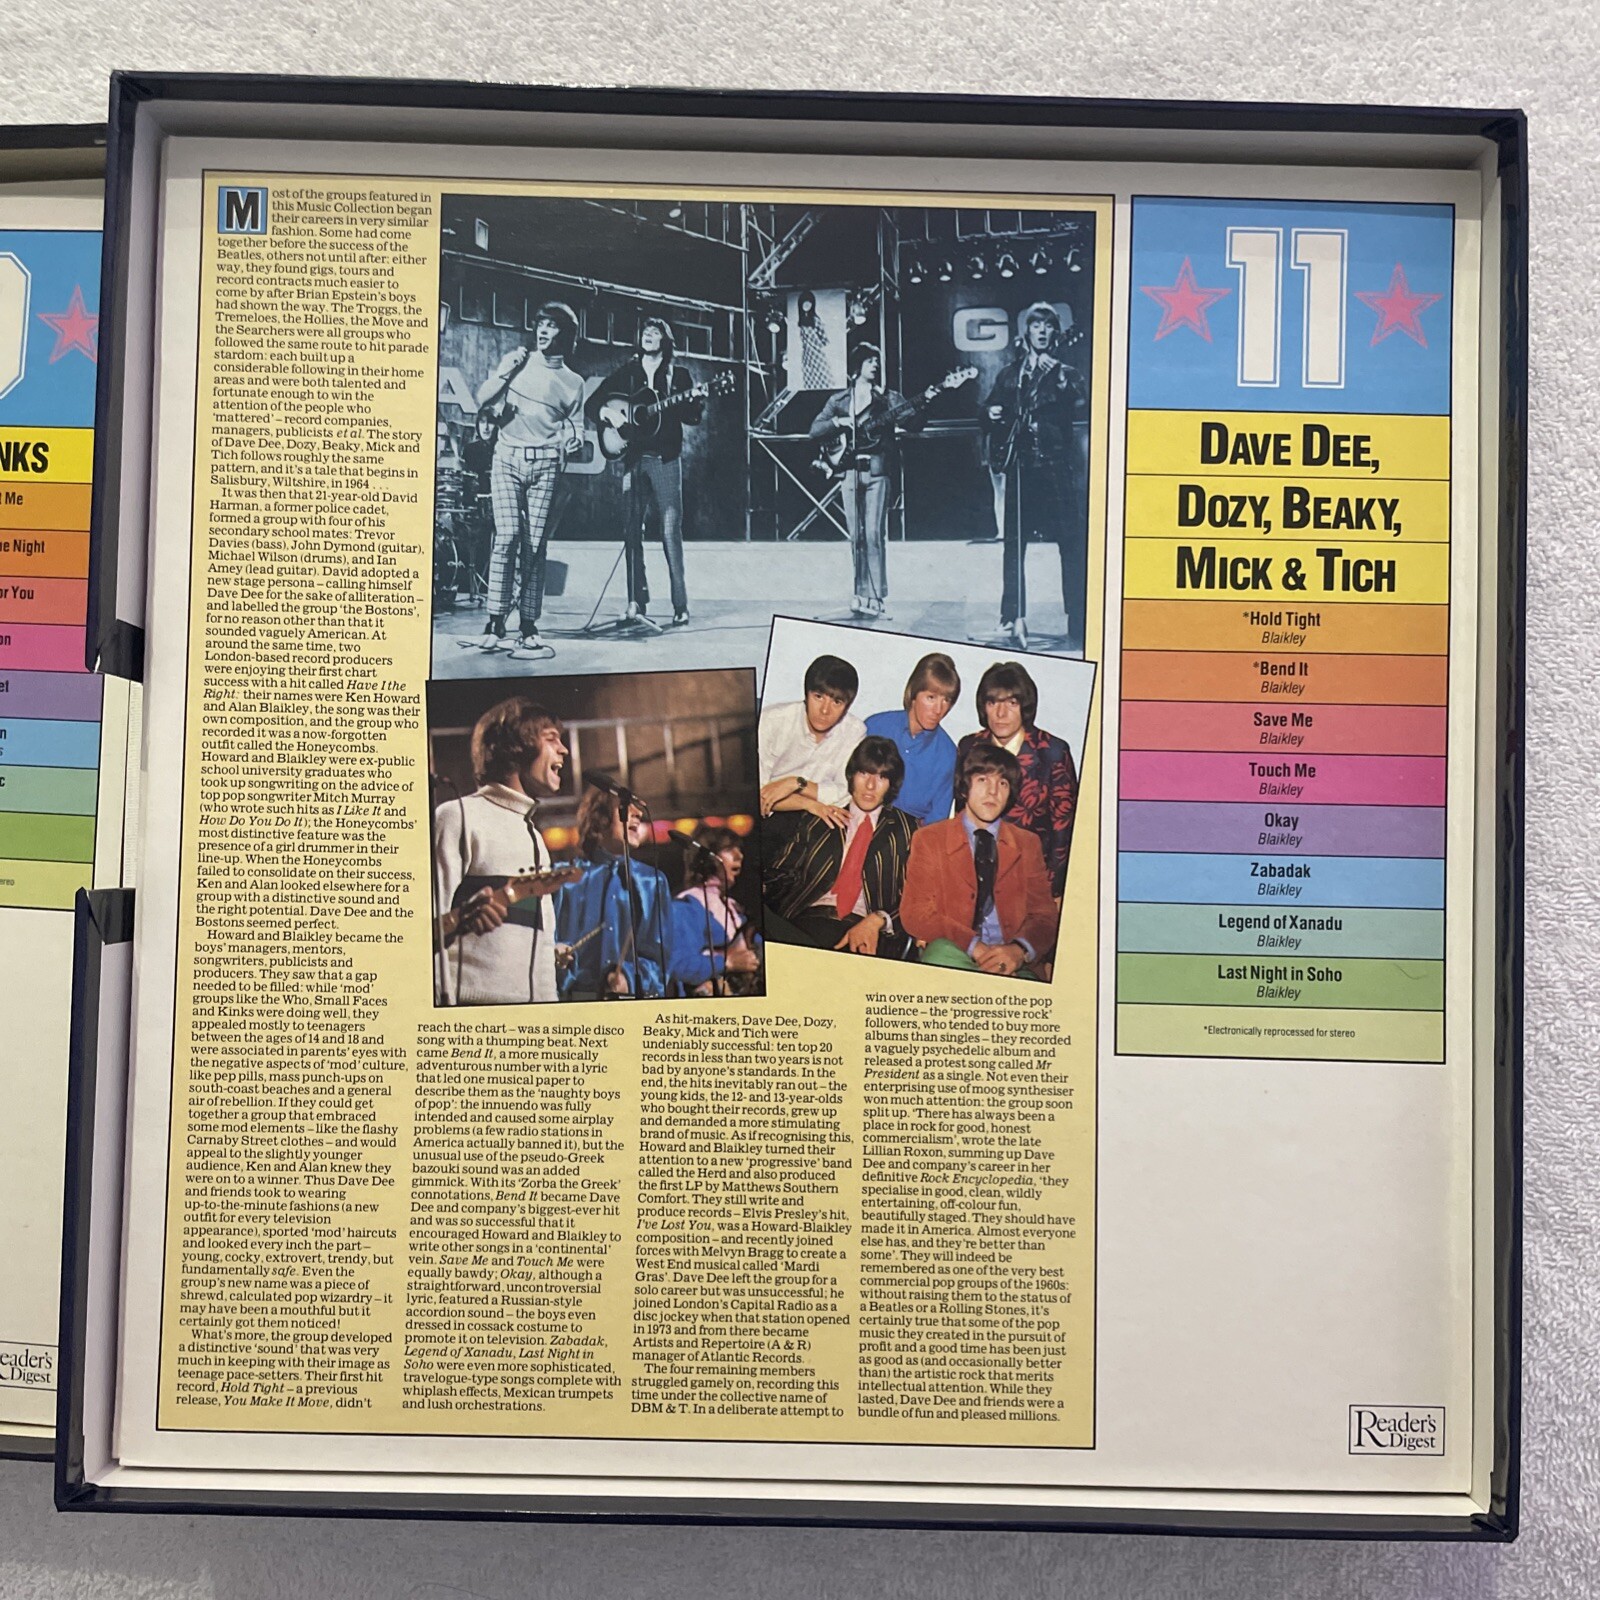 NKS
t Me
he Night
or You
on
et
n
s
c
ereo
eader's
Digest
Most of the groups featured in
this Music Collection began
their careers in very similar
fashion. Some had come
together before the success of the
Beatles, others not until after: either
way, they found gigs, tours and
record contracts much easier to
come by after Brian Epstein's boys
had shown the way. The Troggs, the
Tremeloes, the Hollies, the Move and
the Searchers were all groups who
followed the same route to hit parade
stardom: each built up a
considerable following in their home
areas and were both talented and
fortunate enough to win the
attention of the people who
'mattered' – record companies,
managers, publicists et al. The story
of Dave Dee, Dozy, Beaky, Mick and
Tich follows roughly the same
pattern, and it's a tale that begins in
Salisbury, Wiltshire, in 1964 . . .
It was then that 21-year-old David
Harman, a former police cadet,
formed a group with four of his
secondary school mates: Trevor
Davies (bass), John Dymond (guitar),
Michael Wilson (drums), and Ian
Amey (lead guitar). David adopted a
new stage persona – calling himself
Dave Dee for the sake of alliteration –
and labelled the group 'the Bostons',
for no reason other than that it
sounded vaguely American. At
around the same time, two
London-based record producers
were enjoying their first chart
success with a hit called Have I the
Right: their names were Ken Howard
and Alan Blaikley, the song was their
own composition, and the group who
recorded it was a now-forgotten
outfit called the Honeycombs.
Howard and Blaikley were ex-public
school university graduates who
took up songwriting on the advice of
top pop songwriter Mitch Murray
(who wrote such hits as I Like It and
How Do You Do It); the Honeycombs'
most distinctive feature was the
presence of a girl drummer in their
line-up. When the Honeycombs
failed to consolidate on their success,
Ken and Alan looked elsewhere for a
group with a distinctive sound and
the right potential. Dave Dee and the
Bostons seemed perfect.
Howard and Blaikley became the
boys' managers, mentors,
songwriters, publicists and
producers. They saw that a gap
needed to be filled: while 'mod'
groups like the Who, Small Faces
and Kinks were doing well, they
appealed mostly to teenagers
between the ages of 14 and 18 and
were associated in parents' eyes with
the negative aspects of 'mod' culture,
like pep pills, mass punch-ups on
south-coast beaches and a general
air of rebellion. If they could get
together a group that embraced
some mod elements – like the flashy
Carnaby Street clothes – and would
appeal to the slightly younger
audience, Ken and Alan knew they
were on to a winner. Thus Dave Dee
and friends took to wearing
up-to-the-minute fashions (a new
outfit for every television
appearance), sported 'mod' haircuts
and looked every inch the part –
young, cocky, extrovert, trendy, but
fundamentally safe. Even the
group's new name was a piece of
shrewd, calculated pop wizardry – it
may have been a mouthful but it
certainly got them noticed!
What's more, the group developed
a distinctive 'sound' that was very
much in keeping with their image as
teenage pace-setters. Their first hit
record, Hold Tight – a previous
release, You Make It Move, didn't
reach the chart – was a simple disco
song with a thumping beat. Next
came Bend It, a more musically
adventurous number with a lyric
that led one musical paper to
describe them as the 'naughty boys
of pop': the innuendo was fully
intended and caused some airplay
problems (a few radio stations in
America actually banned it), but the
unusual use of the pseudo-Greek
bazouki sound was an added
gimmick. With its 'Zorba the Greek'
connotations, Bend It became Dave
Dee and company's biggest-ever hit
and was so successful that it
encouraged Howard and Blaikley to
write other songs in a 'continental'
vein. Save Me and Touch Me were
equally bawdy; Okay, although a
straightforward, uncontroversial
lyric, featured a Russian-style
accordion sound – the boys even
dressed in cossack costume to
promote it on television. Zabadak,
Legend of Xanadu, Last Night in
Soho were even more sophisticated,
travelogue-type songs complete with
whiplash effects, Mexican trumpets
and lush orchestrations.
As hit-makers, Dave Dee, Dozy,
Beaky, Mick and Tich were
undeniably successful: ten top 20
records in less than two years is not
bad by anyone's standards. In the
end, the hits inevitably ran out – the
young kids, the 12- and 13-year-olds
who bought their records, grew up
and demanded a more stimulating
brand of music. As if recognising this,
Howard and Blaikley turned their
attention to a new 'progressive' band
called the Herd and also produced
the first LP by Matthews Southern
Comfort. They still write and
produce records – Elvis Presley's hit,
I've Lost You, was a Howard-Blaikley
composition – and recently joined
forces with Melvyn Bragg to create a
West End musical called 'Mardi
Gras'. Dave Dee left the group for a
solo career but was unsuccessful; he
joined London's Capital Radio as a
disc jockey when that station opened
in 1973 and from there became
Artists and Repertoire (A & R)
manager of Atlantic Records.
The four remaining members
struggled gamely on, recording this
time under the collective name of
DBM & T. In a deliberate attempt to
win over a new section of the pop
audience – the 'progressive rock'
followers, who tended to buy more
albums than singles – they recorded
a vaguely psychedelic album and
released a protest song called Mr
President as a single. Not even their
enterprising use of moog synthesiser
won much attention: the group soon
split up. 'There has always been a
place in rock for good, honest
commercialism', wrote the late
Lillian Roxon, summing up Dave
Dee and company's career in her
definitive Rock Encyclopedia, 'they
specialise in good, clean, wildly
entertaining, off-colour fun,
beautifully staged. They should have
made it in America. Almost everyone
else has, and they're better than
some'. They will indeed be
remembered as one of the very best
commercial pop groups of the 1960s;
without raising them to the status of
a Beatles or a Rolling Stones, it's
certainly true that some of the pop
music they created in the pursuit of
profit and a good time has been just
as good as (and occasionally better
than) the artistic rock that merits
intellectual attention. While they
lasted, Dave Dee and friends were a
bundle of fun and pleased millions.
11
DAVE DEE,
DOZY, BEAKY,
MICK & TICH
*Hold Tight
Blaikley
*Bend It
Blaikley
Save Me
Blaikley
Touch Me
Blaikley
Okay
Blaikley
Zabadak
Blaikley
Legend of Xanadu
Blaikley
Last Night in Soho
Blaikley
*Electronically reprocessed for stereo
Reader's
Digest